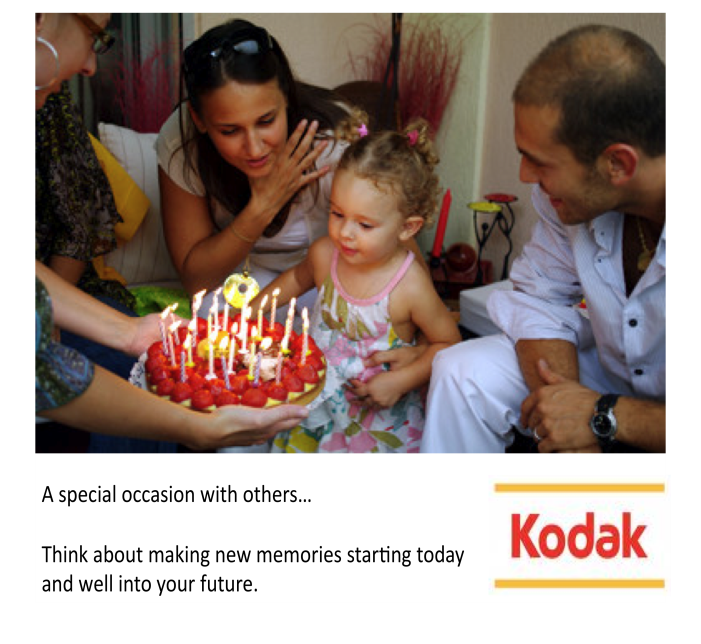 A special occasion with others...
Think about making new memories starting today
and well into your future.
Kodak